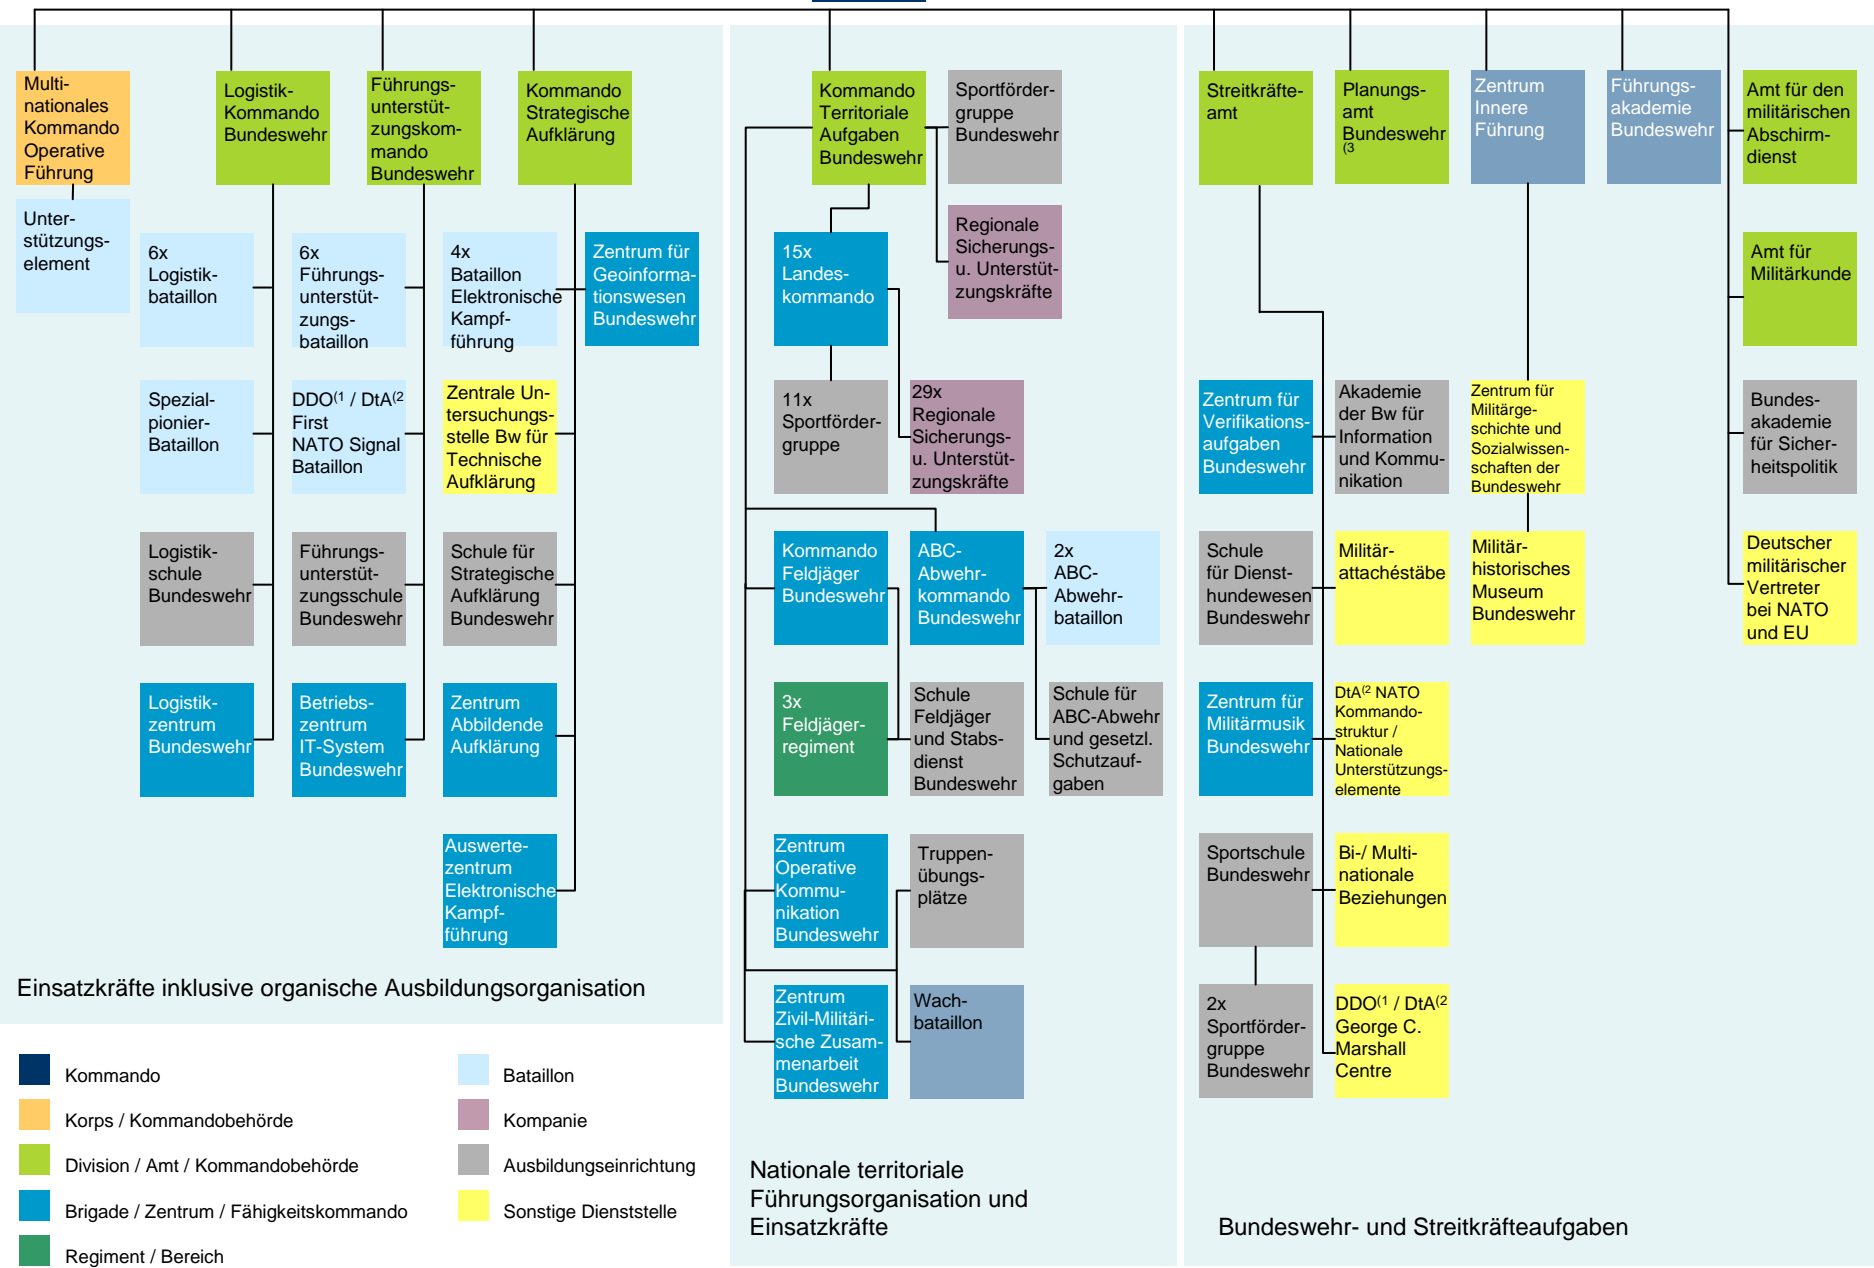 Multi-
nationales
Kommando
Operative
Führung
Unter-
stützungs-
element
Logistik-
Kommando
Bundeswehr
6x
Logistik-
bataillon
Spezial-
pionier-
Bataillon
Logistik-
schule
Bundeswehr
Logistik-
zentrum
Bundeswehr
Führungs-
unterstüt-
zungskom-
mando
Bundeswehr
6x
Führungs-
unterstüt-
zungs-
bataillon
DDO(1 / DtA(2
First
NATO Signal
Bataillon
Führungs-
unterstüt-
zungsschule
Bundeswehr
Betriebs-
zentrum
IT-System
Bundeswehr
Kommando
Strategische
Aufklärung
4x
Bataillon
Elektronische
Kampf-
führung
Zentrum für
Geoinforma-
tionswesen
Bundeswehr
Zentrale Un-
tersuchungs-
stelle Bw für
Technische
Aufklärung
Schule für
Strategische
Aufklärung
Bundeswehr
Zentrum
Abbildende
Aufklärung
Auswerte-
zentrum
Elektronische
Kampf-
führung
Einsatzkräfte inklusive organische Ausbildungsorganisation
Kommando
Territoriale
Aufgaben
Bundeswehr
Sportförder-
gruppe
Bundeswehr
Regionale
Sicherungs-
u. Unterstüt-
zungskräfte
15x
Landes-
kommando
11x
Sportförder-
gruppe
29x
Regionale
Sicherungs-
u. Unterstüt-
zungskräfte
Kommando
Feldjäger
Bundeswehr
ABC-
Abwehr-
kommando
Bundeswehr
2x
ABC-
Abwehr-
bataillon
3x
Feldjäger-
regiment
Schule
Feldjäger
und Stabs-
dienst
Bundeswehr
Schule für
ABC-Abwehr
und gesetzl.
Schutzauf-
gaben
Zentrum
Operative
Kommu-
nikation
Bundeswehr
Truppen-
übungs-
plätze
Zentrum
Zivil-Militäri-
sche Zusam-
menarbeit
Bundeswehr
Wach-
bataillon
Nationale territoriale
Führungsorganisation und
Einsatzkräfte
Streitkräfte-
amt
Planungs-
amt
Bundeswehr
(3
Zentrum
Innere
Führung
Führungs-
akademie
Bundeswehr
Amt für den
militärischen
Abschirm-
dienst
Amt für
Militärkunde
Zentrum für
Verifikations-
aufgaben
Bundeswehr
Akademie
der Bw für
Information
und Kommu-
nikation
Zentrum für
Militärge-
schichte und
Sozialwissen-
schaften der
Bundeswehr
Bundes-
akademie
für Sicher-
heitspolitik
Schule
für Dienst-
hundewesen
Bundeswehr
Militär-
attachéstäbe
Militär-
historisches
Museum
Bundeswehr
Deutscher
militärischer
Vertreter
bei NATO
und EU
Zentrum für
Militärmusik
Bundeswehr
DtA(2 NATO
Kommando-
struktur /
Nationale
Unterstützungs-
elemente
Sportschule
Bundeswehr
Bi-/ Multi-
nationale
Beziehungen
2x
Sportförder-
gruppe
Bundeswehr
DDO(1 / DtA(2
George C.
Marshall
Centre
Bundeswehr- und Streitkräfteaufgaben
Kommando
Korps / Kommandobehörde
Division / Amt / Kommandobehörde
Brigade / Zentrum / Fähigkeitskommando
Regiment / Bereich
Bataillon
Kompanie
Ausbildungseinrichtung
Sonstige Dienststelle